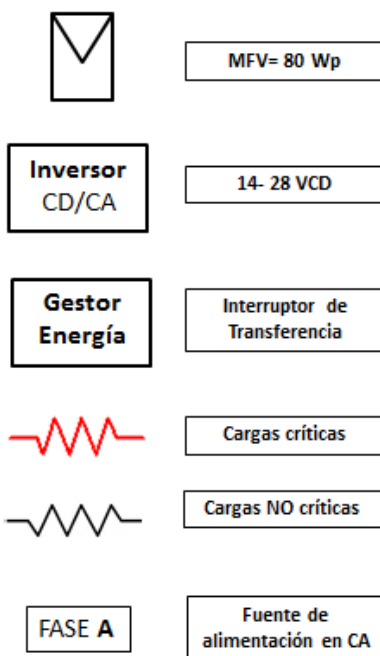 MFV= 80 Wp
Inversor
CD/CA
14- 28 VCD
Gestor
Energía
Interruptor de
Transferencia
Cargas críticas
Cargas NO críticas
FASE A
Fuente de
alimentación en CA